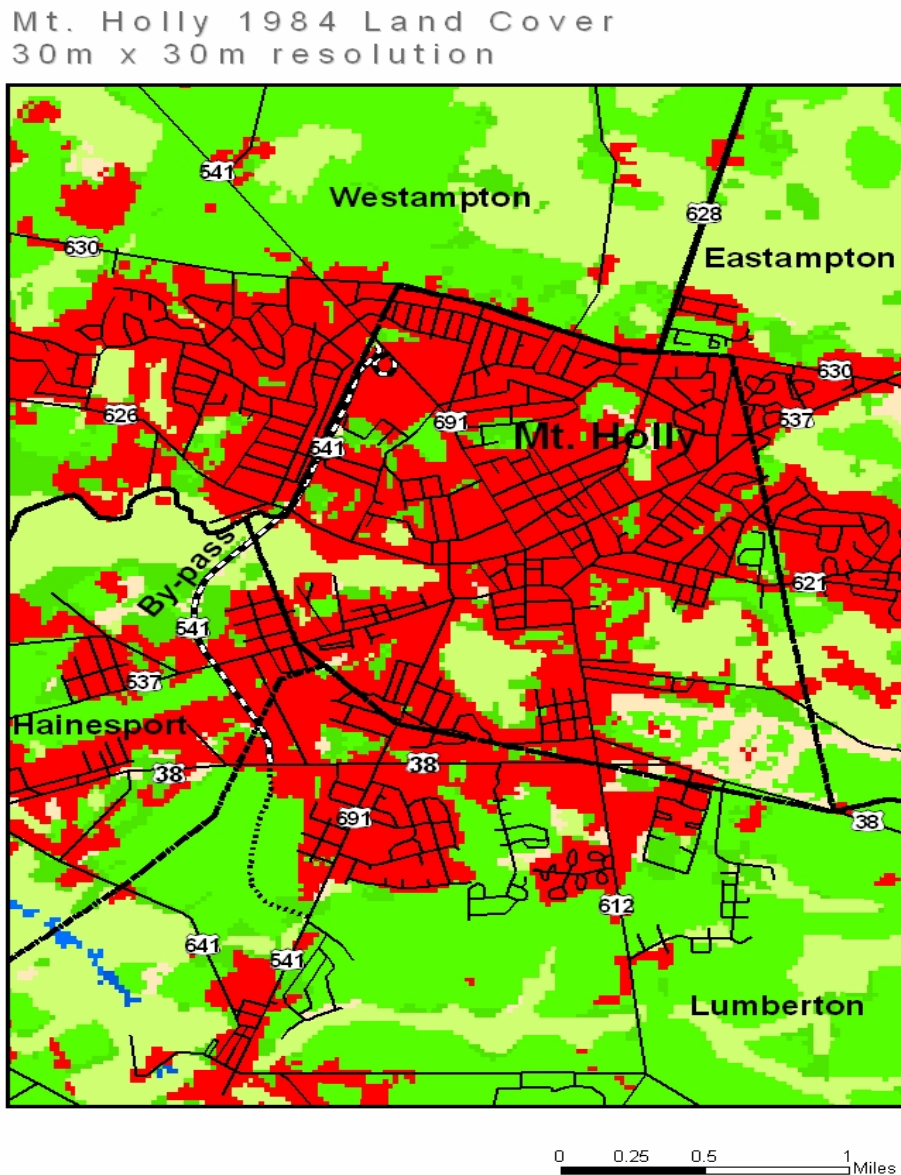 Mt. Holly 1984 Land Cover
30m x 30m resolution
541
Westampton
628
630
Eastampton
630
626
691
537
541
Mt. Holly
By-pass
621
541
537
Hainesport
38
38
691
38
612
641
541
Lumberton
0 0.25 0.5 1
Miles